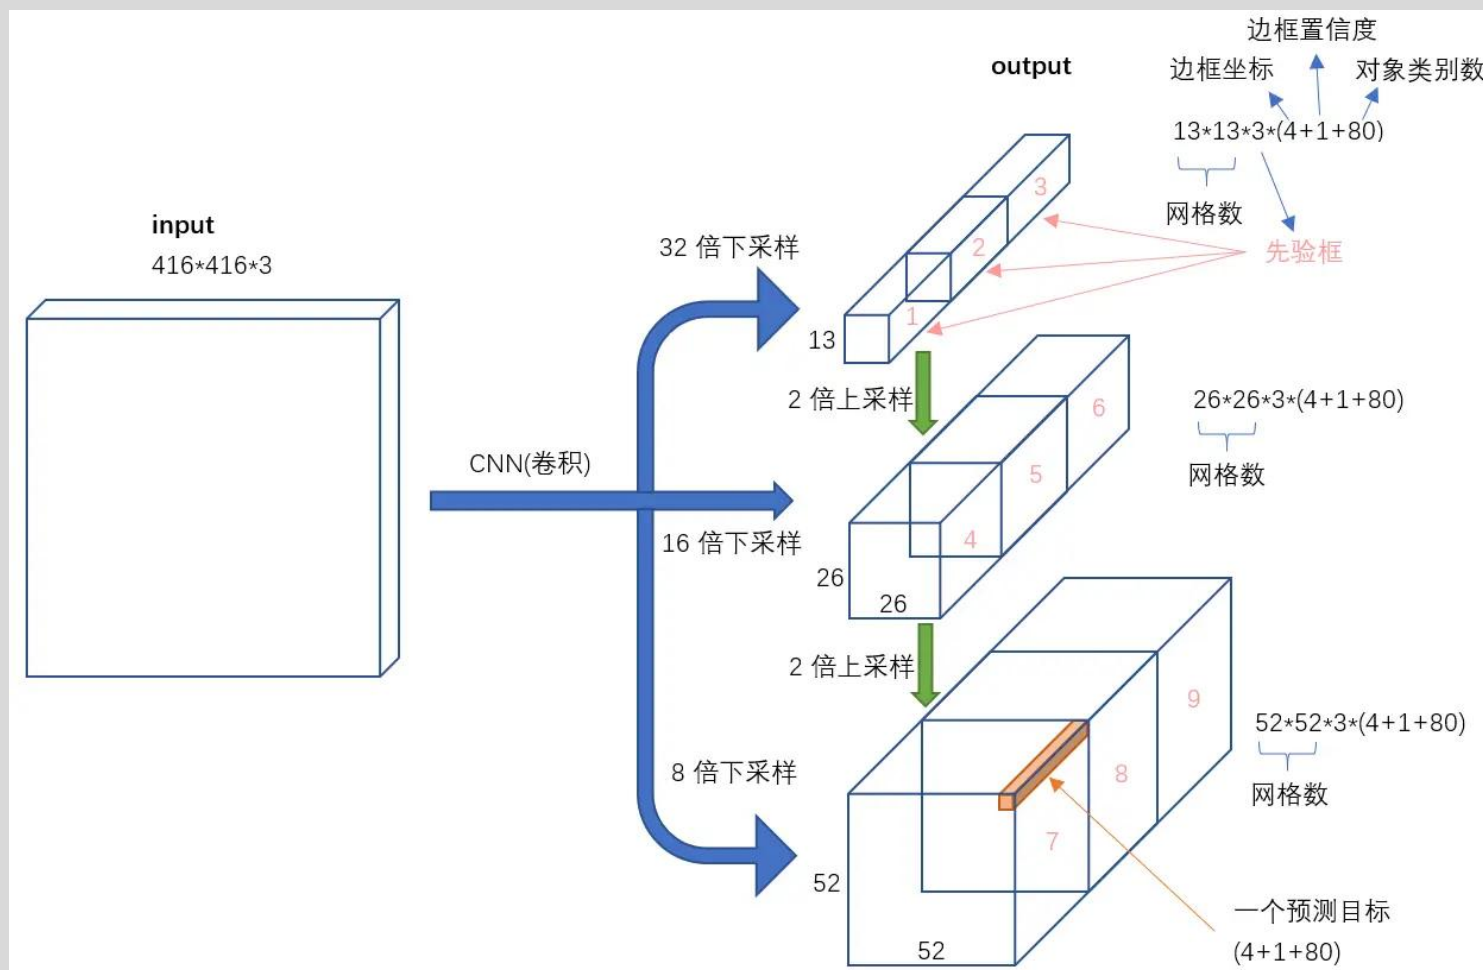 边框置信度
output
边框坐标
对象类别数
13*13*3*(4+1+80)
3
input
网格数
416*416*3
32 倍下采样
2
先验框
1
13
2 倍上采样
26*26*3*(4+1+80)
6
CNN(卷积)
5
网格数
16 倍下采样
4
26
26
2 倍上采样
9
52*52*3*(4+1+80)
8 倍下采样
8
网格数
7
52
一个预测目标
52
(4+1+80)